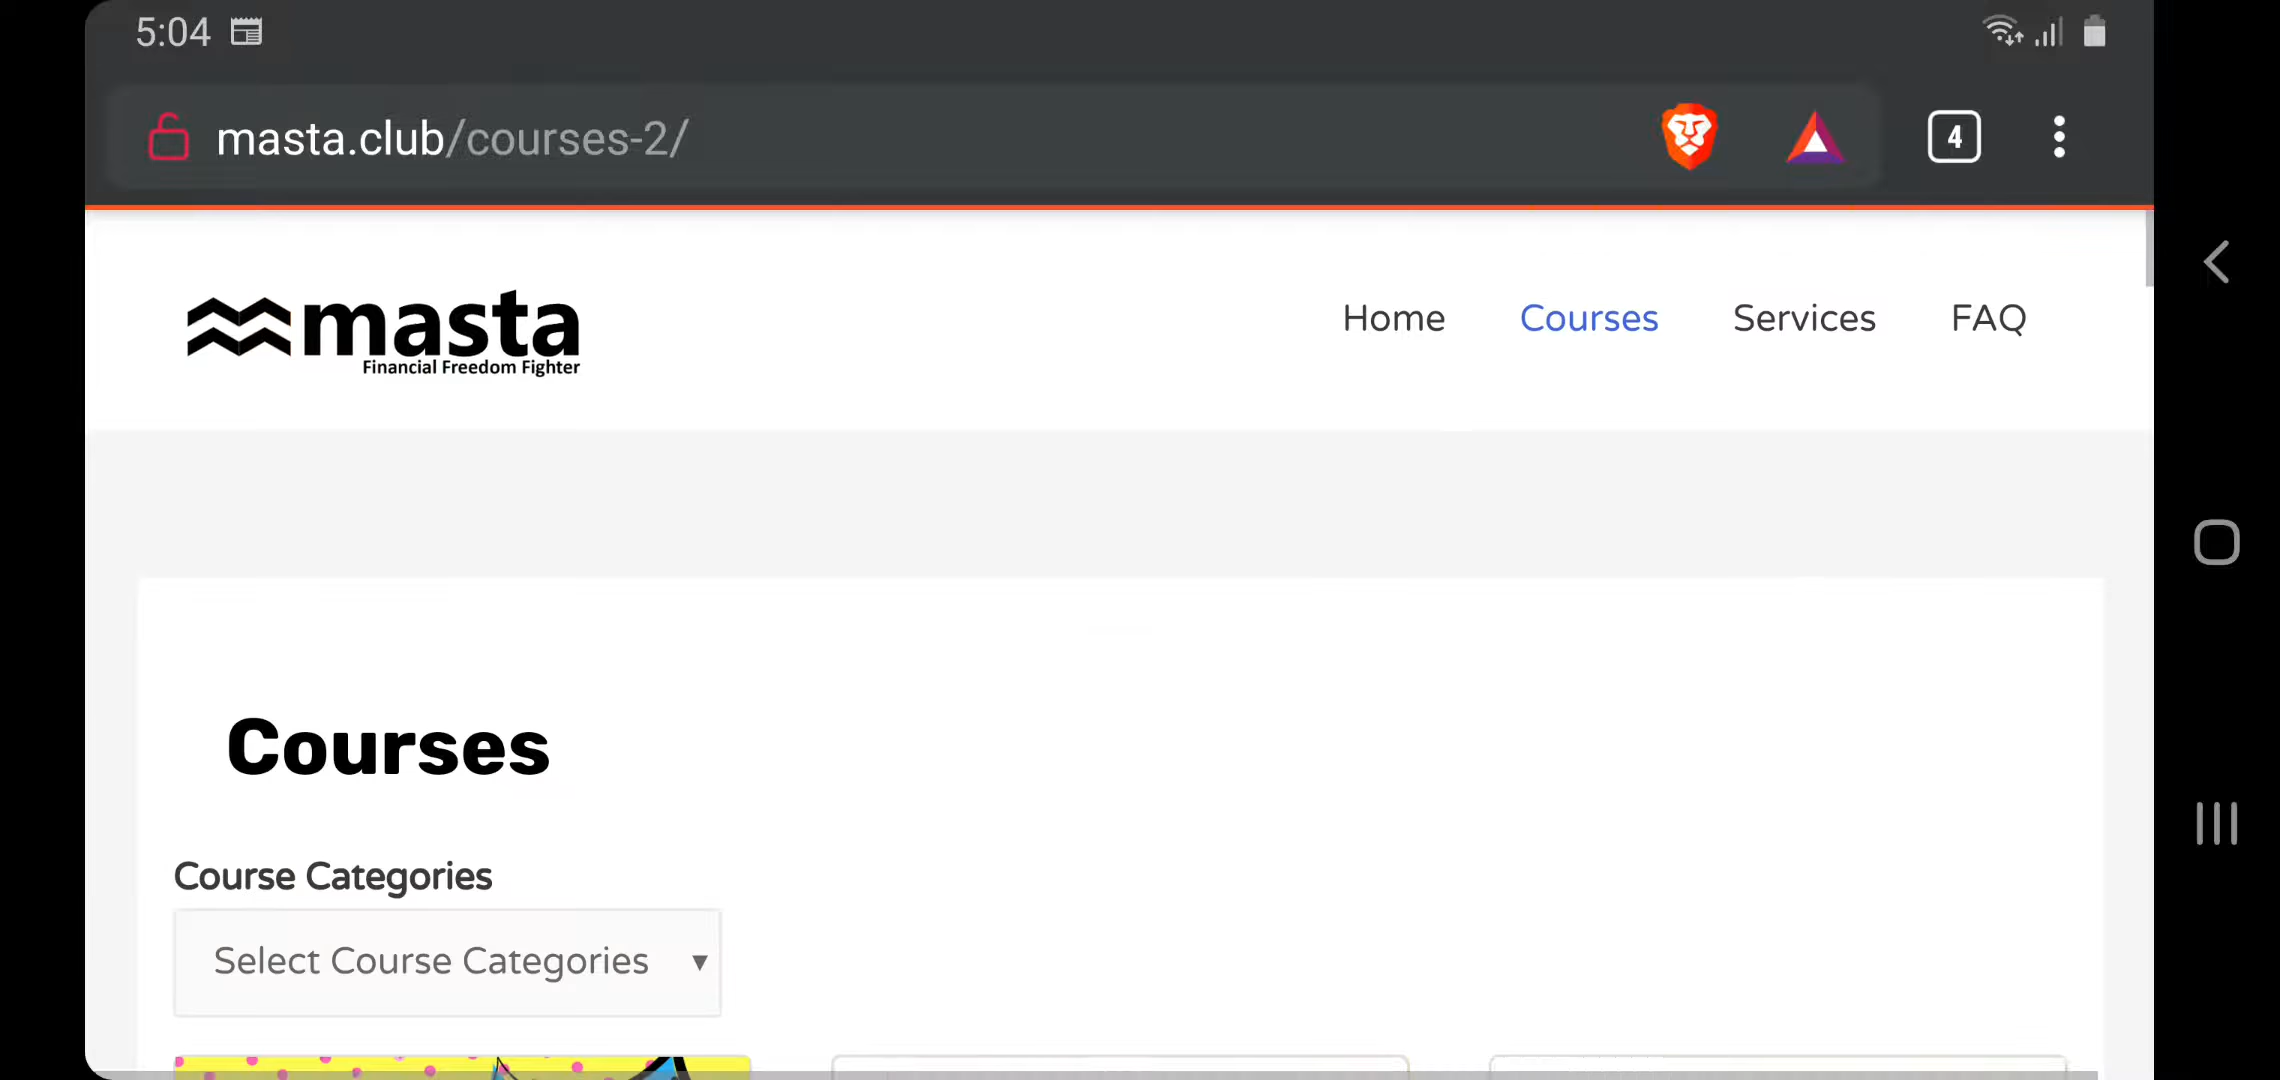 5:04
masta.club/courses-2/
4
masta
Financial Freedom Fighter
Home Courses Services FAQ
Courses
Course Categories
Select Course Categories